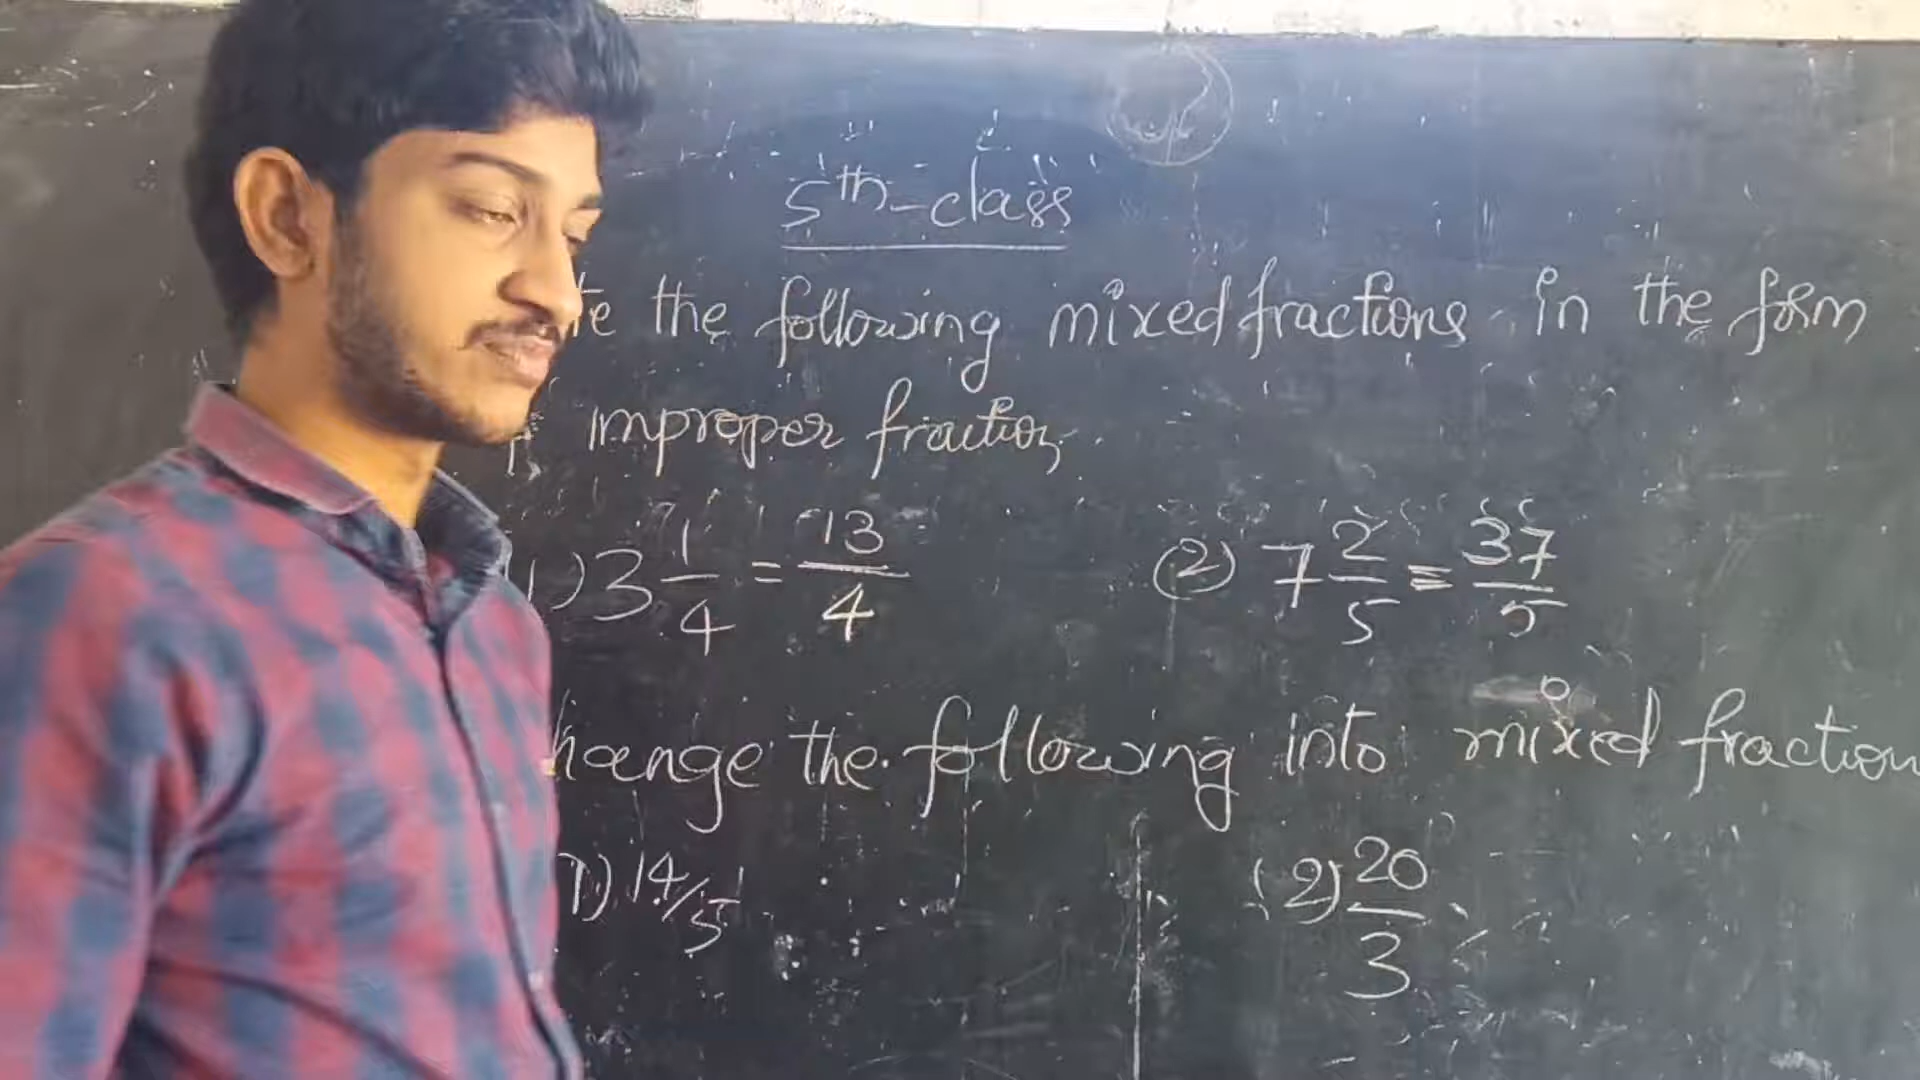 5th-class
te the following mixed fractions in the form
improper fraction
1) 3 1/4 = 13/4 (2) 7 2/5 = 37/5
hange the following into mixed fraction
1) 14/5 (2) 20/3